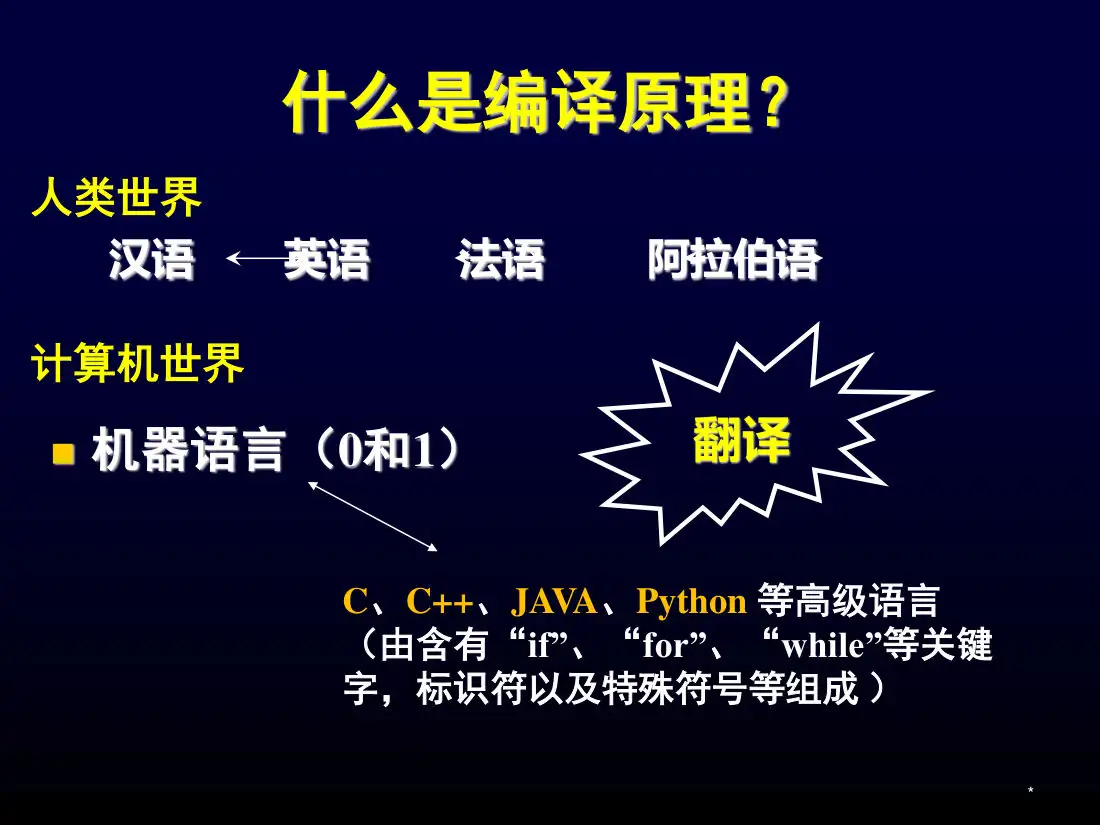 什么是编译原理？
人类世界
汉语 英语 法语 阿拉伯语
计算机世界
■ 机器语言（0和1）
翻译
C、C++、JAVA、Python 等高级语言
（由含有“if”、“for”、“while”等关键
字，标识符以及特殊符号等组成 ）
*